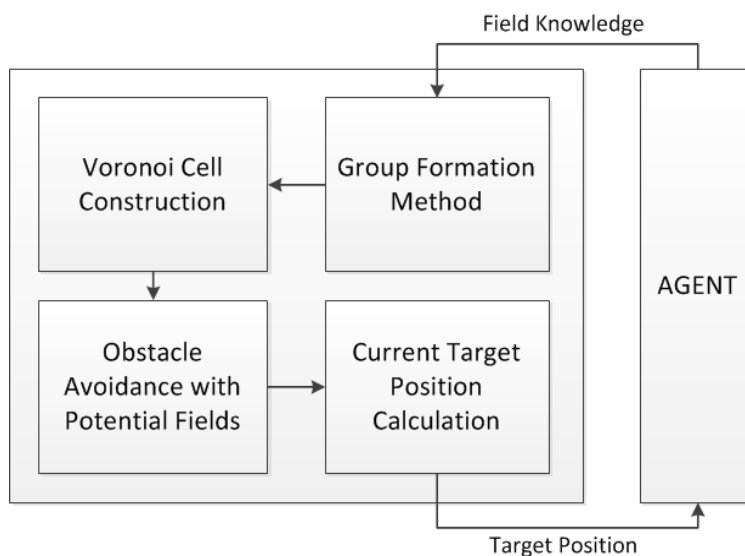 Field Knowledge
Voronoi Cell
Construction
Group Formation
Method
AGENT
Obstacle
Avoidance with
Potential Fields
Current Target
Position
Calculation
Target Position